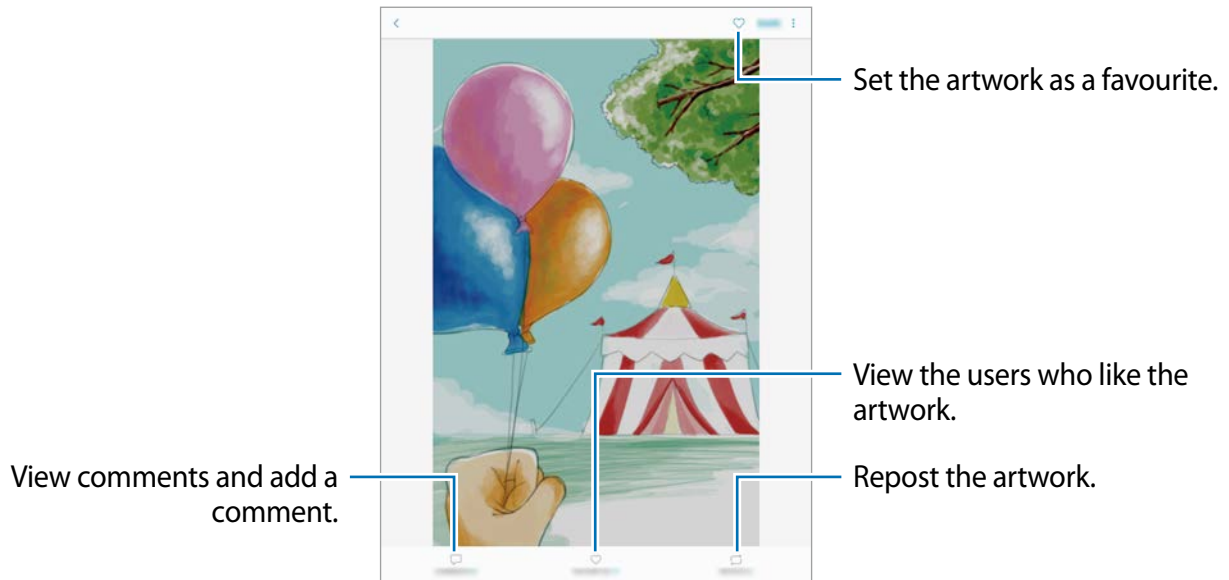 Set the artwork as a favourite.
View the users who like the
artwork.
View comments and add a
comment.
Repost the artwork.